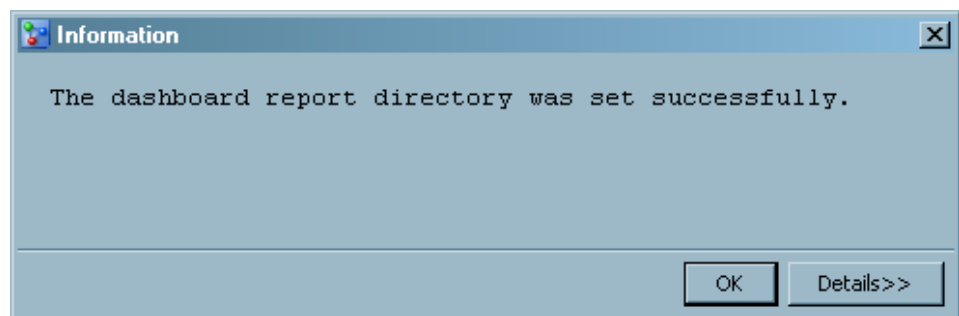 Information
The dashboard report directory was set successfully.
OK
Details>>